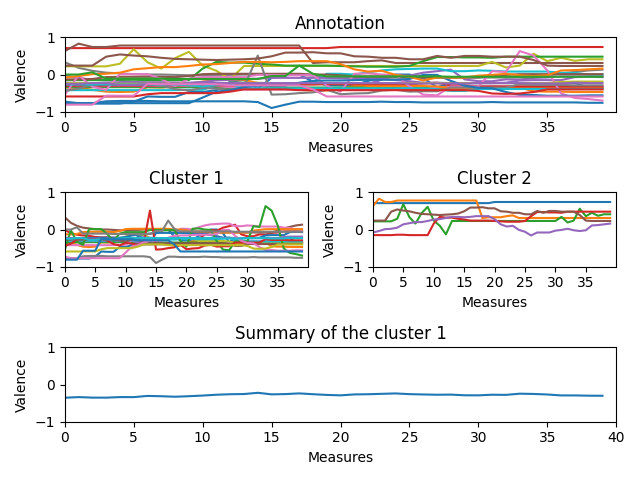 Annotation
1
0
−1
Valence
0 5 10 15 20 25 30 35
Measures
Cluster 1
1
0
−1
Valence
0 5 10 15 20 25 30 35
Measures
Cluster 2
1
0
−1
Valence
0 5 10 15 20 25 30 35
Measures
Summary of the cluster 1
1
0
−1
Valence
0 5 10 15 20 25 30 35 40
Measures